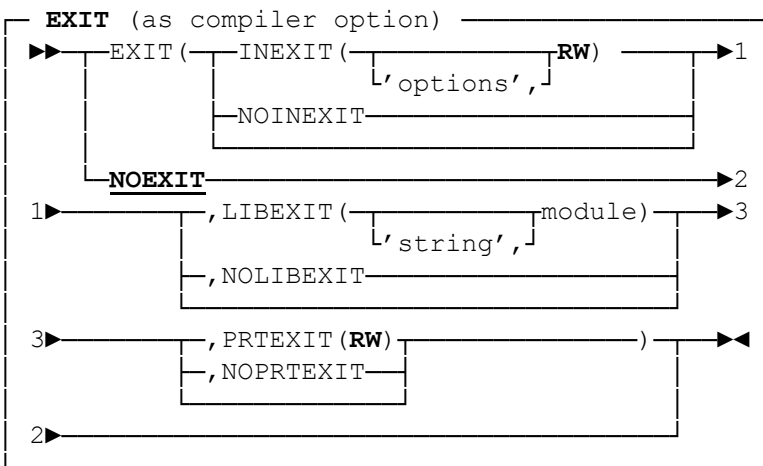 EXIT (as compiler option)
EXIT( INEXIT( RW) 1
'options',
NOINEXIT
NOEXIT 2
1 ,LIBEXIT( module) 3
'string',
,NOLIBEXIT
3 ,PRTEXIT(RW) )
,NOPRTEXIT
2